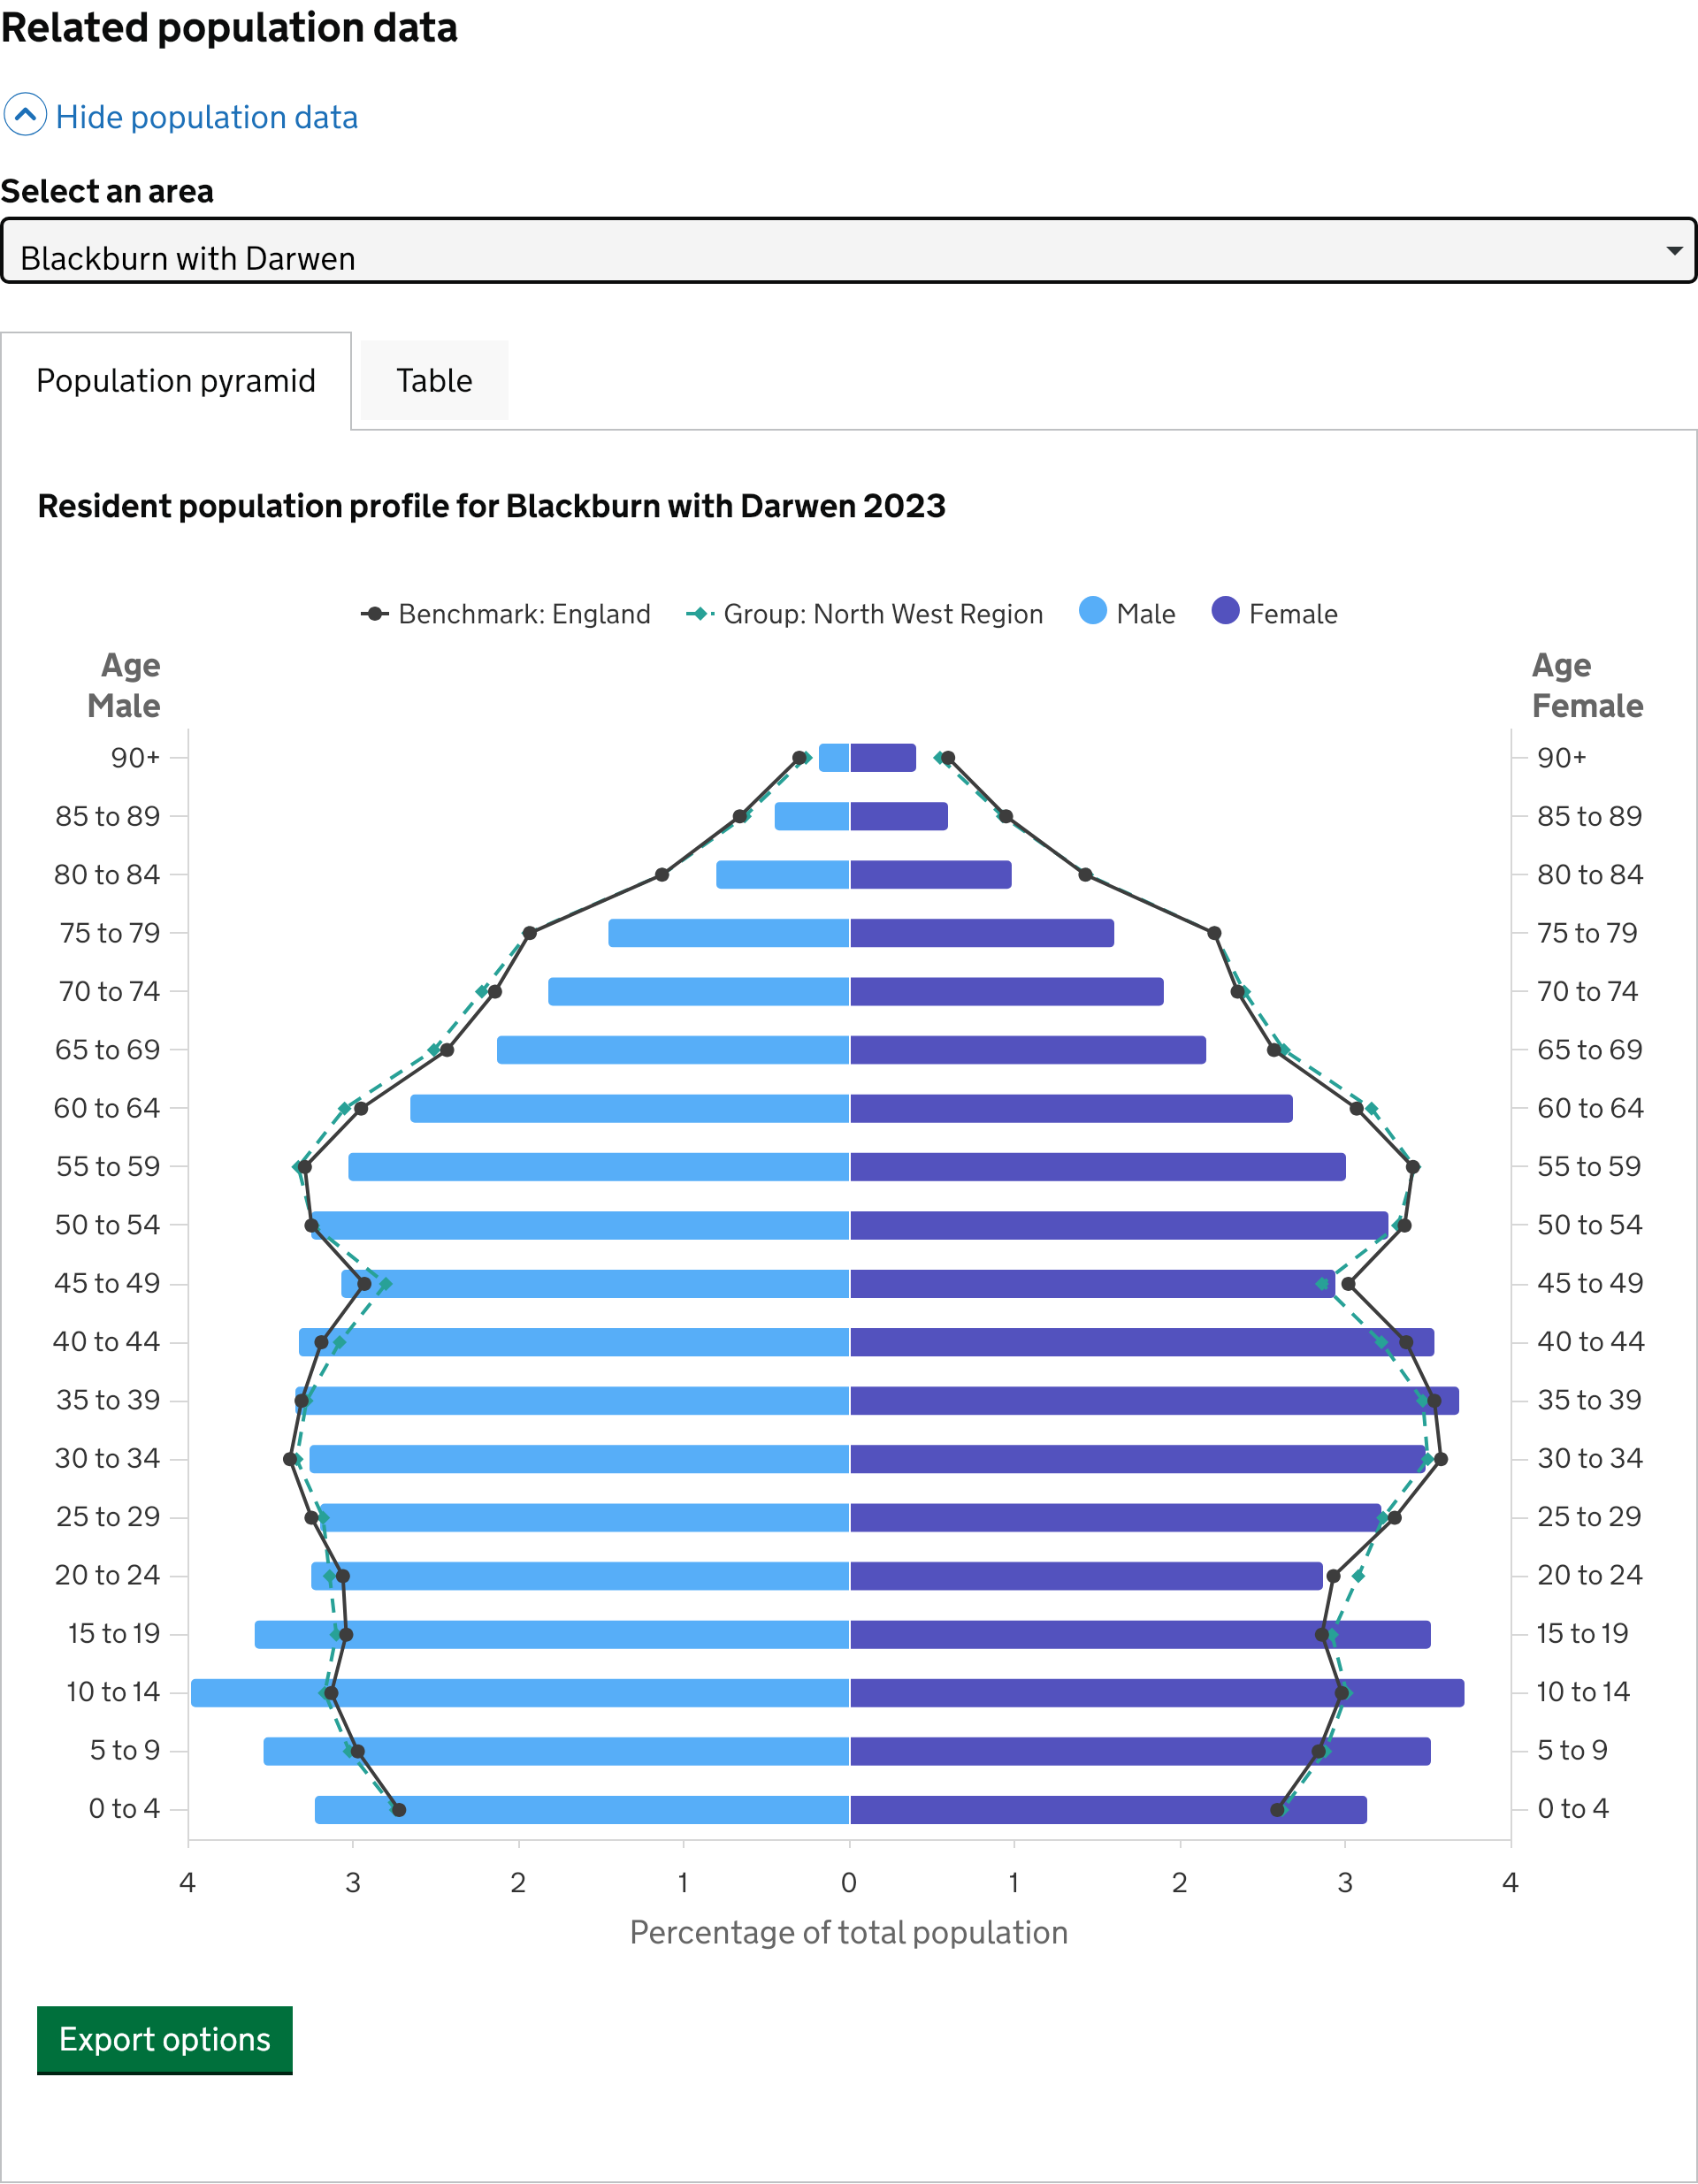 Related population data
Hide population data
Select an area
Blackburn with Darwen
Population pyramid
Table
Resident population profile for Blackburn with Darwen 2023
Benchmark: England Group: North West Region Male Female
Age Male
Age Female
90+ 90+
85 to 89 85 to 89
80 to 84 80 to 84
75 to 79 75 to 79
70 to 74 70 to 74
65 to 69 65 to 69
60 to 64 60 to 64
55 to 59 55 to 59
50 to 54 50 to 54
45 to 49 45 to 49
40 to 44 40 to 44
35 to 39 35 to 39
30 to 34 30 to 34
25 to 29 25 to 29
20 to 24 20 to 24
15 to 19 15 to 19
10 to 14 10 to 14
5 to 9 5 to 9
0 to 4 0 to 4
4 3 2 1 0 1 2 3 4
Percentage of total population
Export options